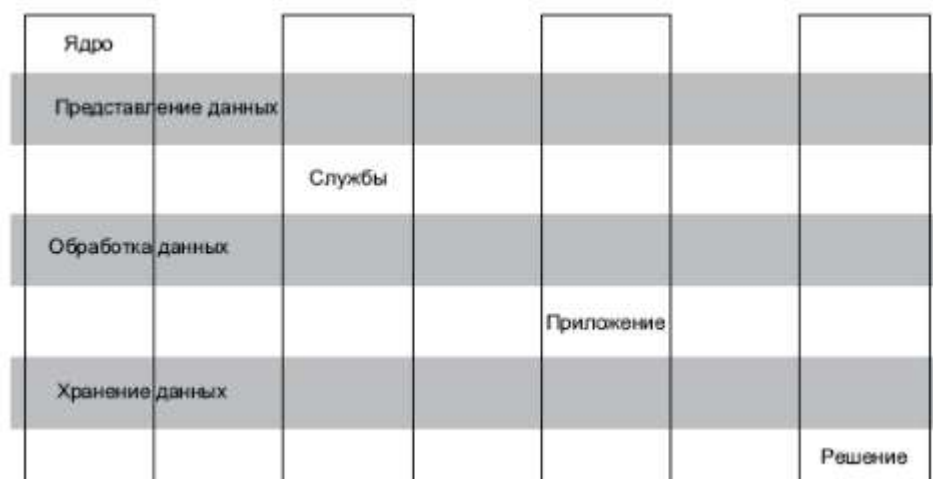 Ядро
Представление данных
Службы
Обработка данных
Приложение
Хранение данных
Решение